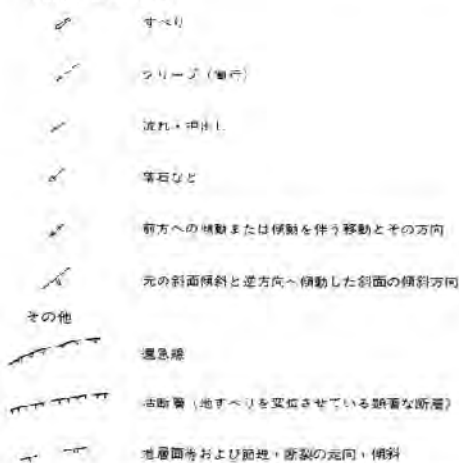 すべり
クリープ（匍行）
流れ・押出し
落石など
前方への傾動または傾動を伴う移動とその方向
元の斜面傾斜と逆方向へ傾動した斜面の傾斜方向
その他
遷急線
活断層（地すべりを変位させている顕著な断層）
地層面およびおよび節理・断裂の走向・傾斜